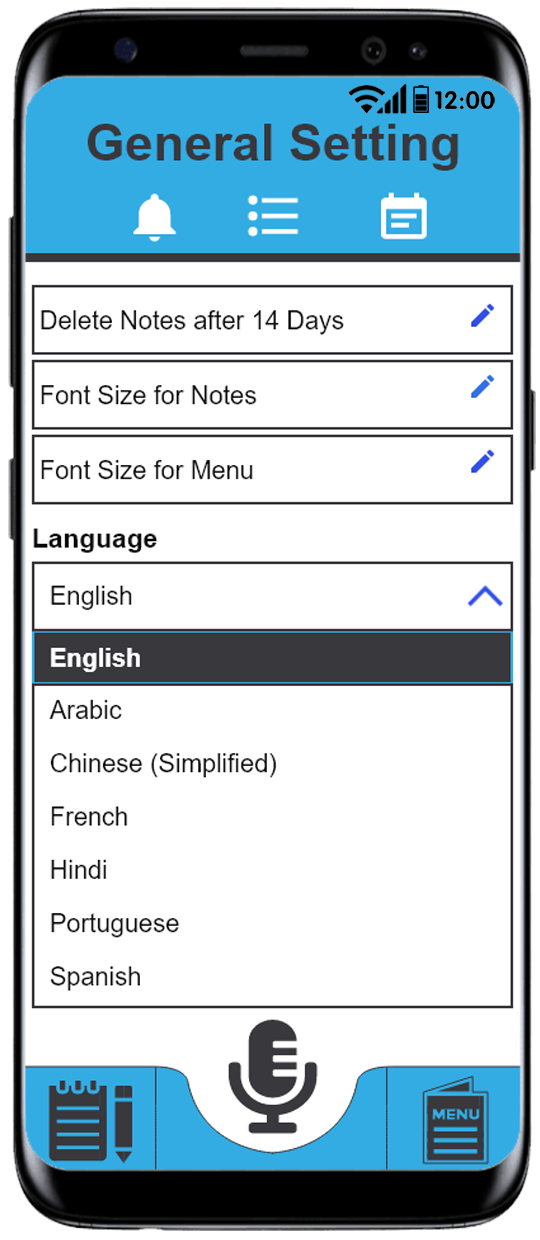 12:00
General Setting
Delete Notes after 14 Days
Font Size for Notes
Font Size for Menu
Language
English
English
Arabic
Chinese (Simplified)
French
Hindi
Portuguese
Spanish
MENU